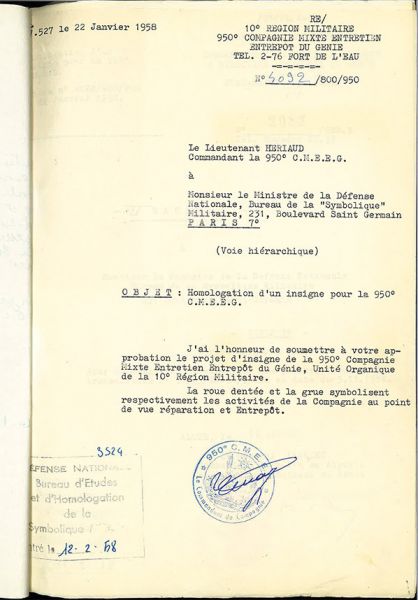 RE/
.527 le 22 Janvier 1958
10° REGION MILITAIRE
950° COMPAGNIE MIXTE ENTRETIEN
ENTREPOT DU GENIE
TEL. 2-76 FORT DE L'EAU
-=-=-=-=-
N° 4092 /800/950
Le Lieutenant HERIAUD
Commandant la 950° C.M.E.E.G.
à
Monsieur le Ministre de la Défense
Nationale, Bureau de la "Symbolique"
Militaire, 231, Boulevard Saint Germain
PARIS 7°
(Voie hiérarchique)
OBJET : Homologation d'un insigne pour la 950°
C.M.E.E.G.
J'ai l'honneur de soumettre à votre ap-
probation le projet d'insigne de la 950° Compagnie
Mixte Entretien Entrepôt du Génie, Unité Organique
de la 10° Région Militaire.
La roue dentée et la grue symbolisent
respectivement les activités de la Compagnie au point
de vue réparation et Entrepôt.
3524
DEFENSE NATIONALE
Bureau d'Etudes
et d'Homologation
de la
Symbolique
12-2-58
950° C.M.E.E.
Le Commandant de Compagnie